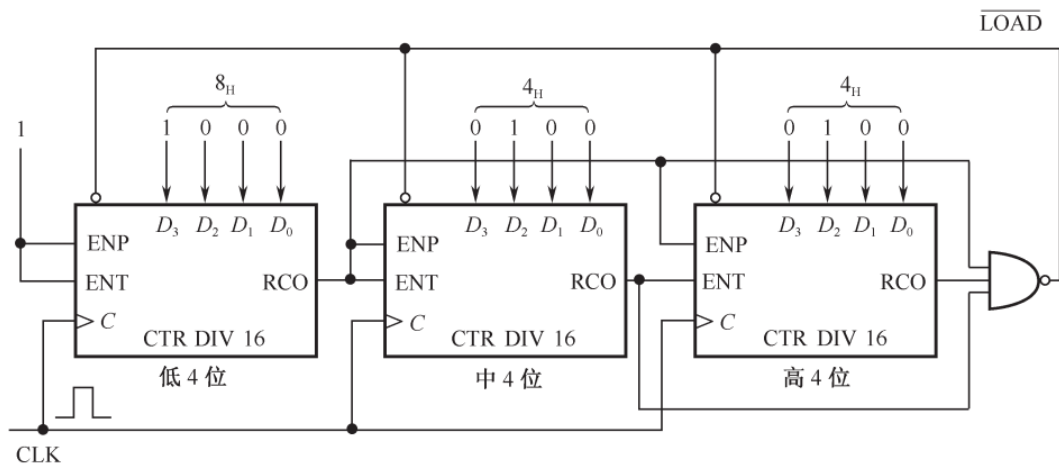 LOAD
8H 4H 4H
1 1 0 0 0 0 1 0 0 0 1 0 0
D3 D2 D1 D0 D3 D2 D1 D0 D3 D2 D1 D0
ENP ENP ENP
ENT RCO ENT RCO ENT RCO
C C C
CTR DIV 16 CTR DIV 16 CTR DIV 16
低 4 位 中 4 位 高 4 位
CLK